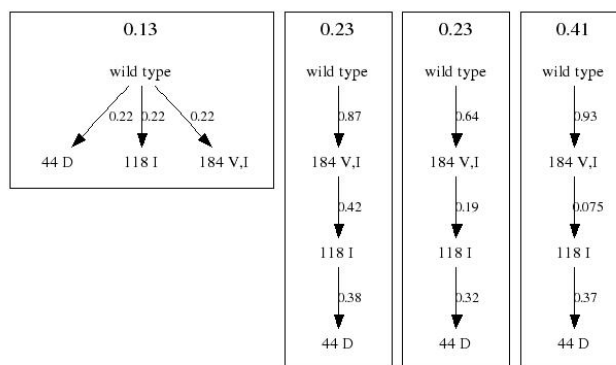 0.13
wild type
0.22 0.22 0.22
44 D 118 I 184 V,I
0.23
wild type
0.87
184 V,I
0.42
118 I
0.38
44 D
0.23
wild type
0.64
184 V,I
0.19
118 I
0.32
44 D
0.41
wild type
0.93
184 V,I
0.075
118 I
0.37
44 D